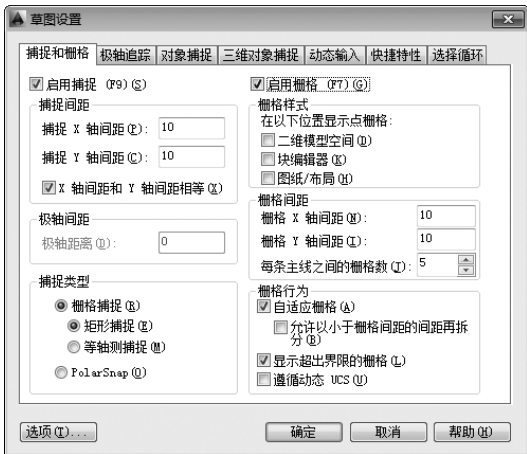 草图设置
捕捉和栅格 极轴追踪 对象捕捉 三维对象捕捉 动态输入 快捷特性 选择循环
启用捕捉 (F9)(S)
捕捉间距
捕捉 X 轴间距(P): 10
捕捉 Y 轴间距(C): 10
X 轴间距和 Y 轴间距相等(X)
极轴间距
极轴距离(D): 0
捕捉类型
栅格捕捉(R)
矩形捕捉(E)
等轴测捕捉(M)
PolarSnap(O)
启用栅格 (F7)(G)
栅格样式
在以下位置显示点栅格:
二维模型空间(D)
块编辑器(K)
图纸/布局(H)
栅格间距
栅格 X 轴间距(N): 10
栅格 Y 轴间距(I): 10
每条主线之间的栅格数(J): 5
栅格行为
自适应栅格(A)
允许以小于栅格间距的间距再拆
分(B)
显示超出界限的栅格(L)
遵循动态 UCS(U)
选项(T)... 确定 取消 帮助(H)